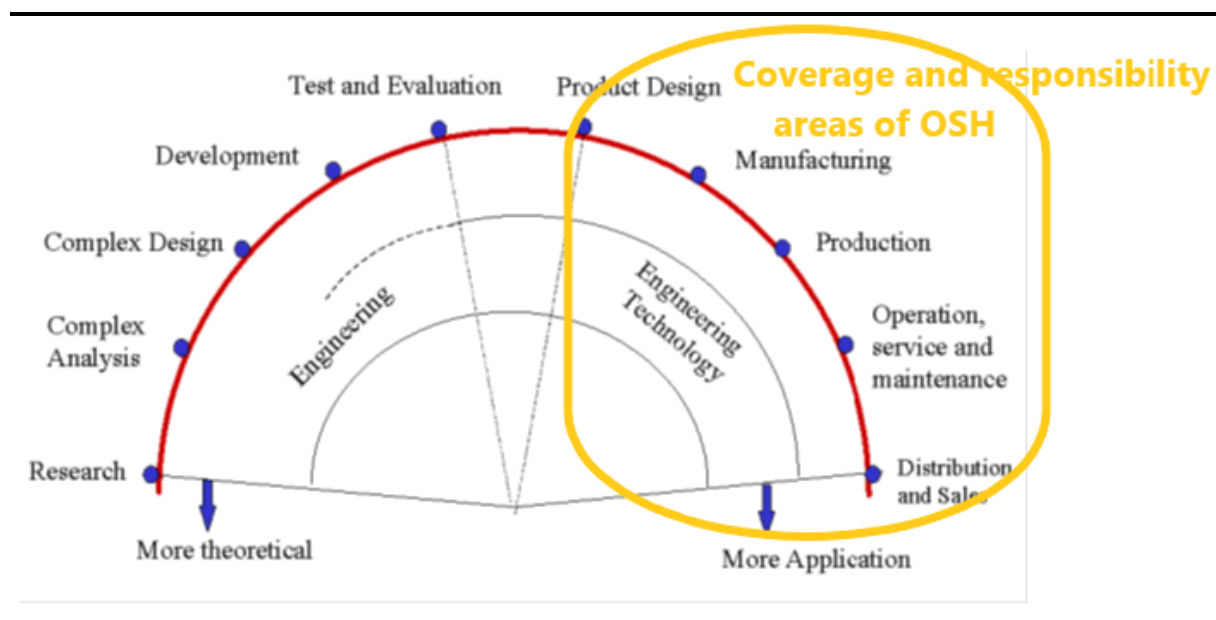 Coverage and responsibility
areas of OSH
Test and Evaluation
Product Design
Development
Manufacturing
Complex Design
Production
Engineering
Engineering
Technology
Complex
Analysis
Operation,
service and
maintenance
Research
Distribution
and Sales
More theoretical
More Application